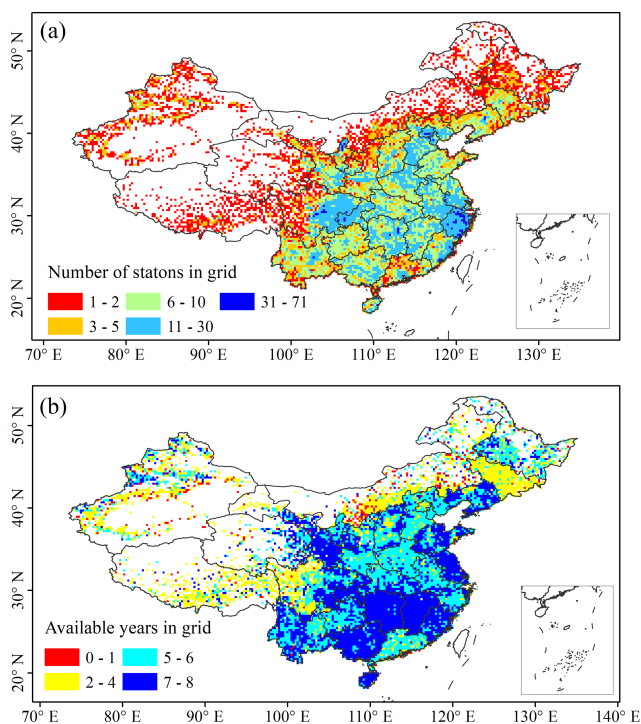 (a)
50° N
40° N
30° N
20° N
Number of statons in grid
1 - 2
6 - 10
31 - 71
3 - 5
11 - 30
70° E
80° E
90° E
100° E
110° E
120° E
130° E
(b)
50° N
40° N
30° N
20° N
Available years in grid
0 - 1
5 - 6
2 - 4
7 - 8
70° E
80° E
90° E
100° E
110° E
120° E
130° E
140° E